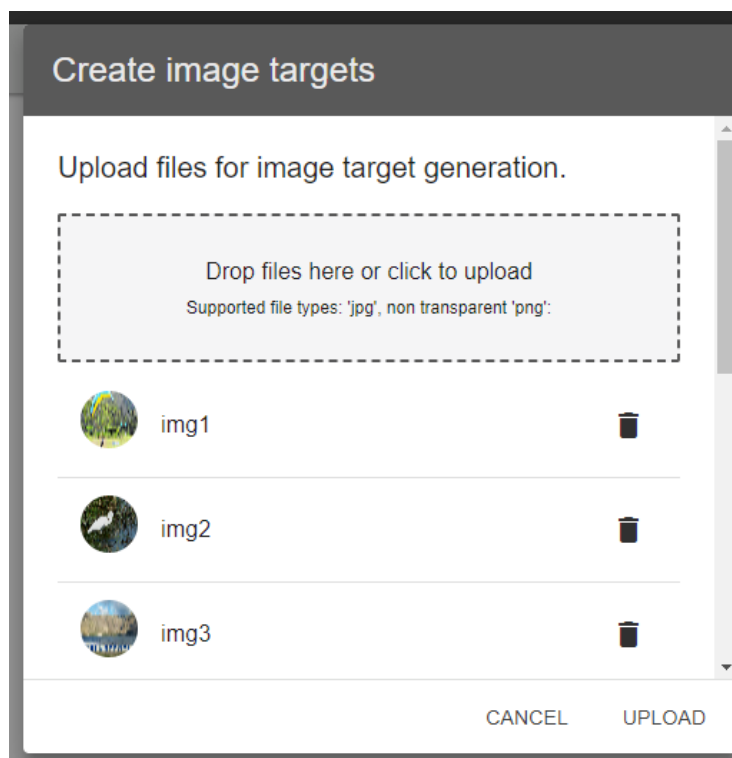 Create image targets
Upload files for image target generation.
Drop files here or click to upload
Supported file types: 'jpg', non transparent 'png':
img1
img2
img3
CANCEL UPLOAD